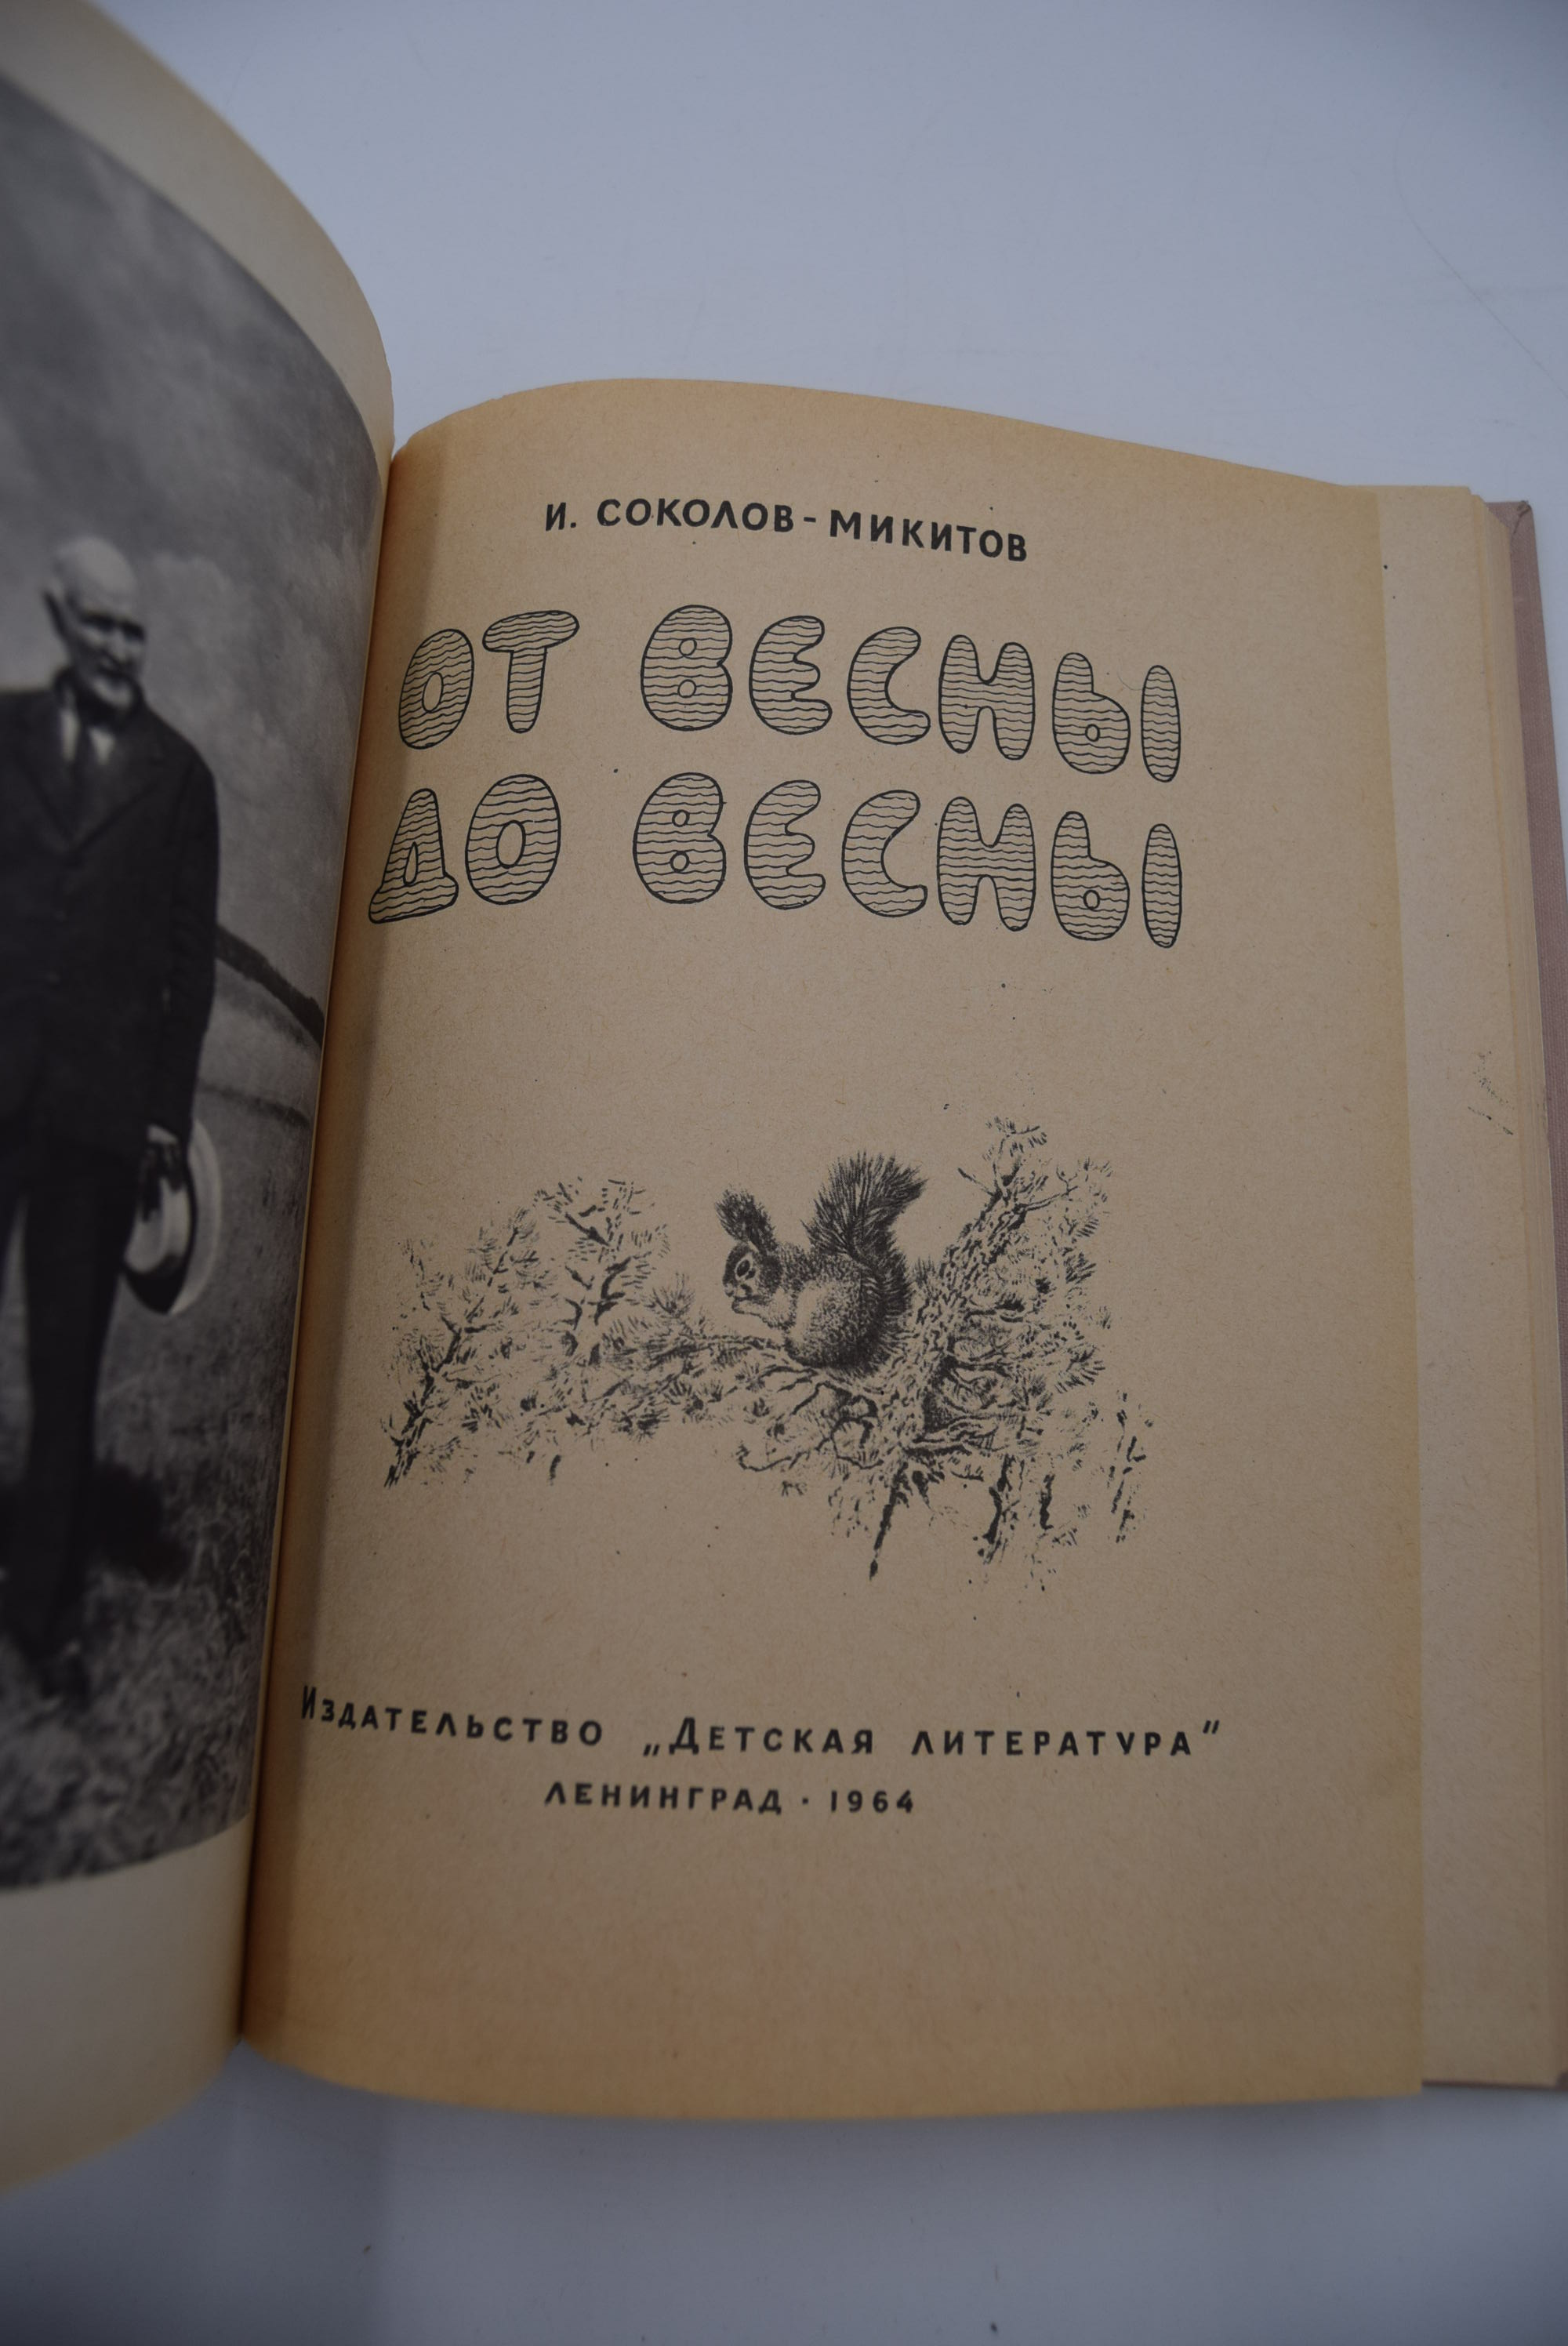 И. СОКОЛОВ-МИКИТОВ
ОТ ВЕСНЫ
ДО ВЕСНЫ
ИЗДАТЕЛЬСТВО „ДЕТСКАЯ ЛИТЕРАТУРА"
ЛЕНИНГРАД · 1964